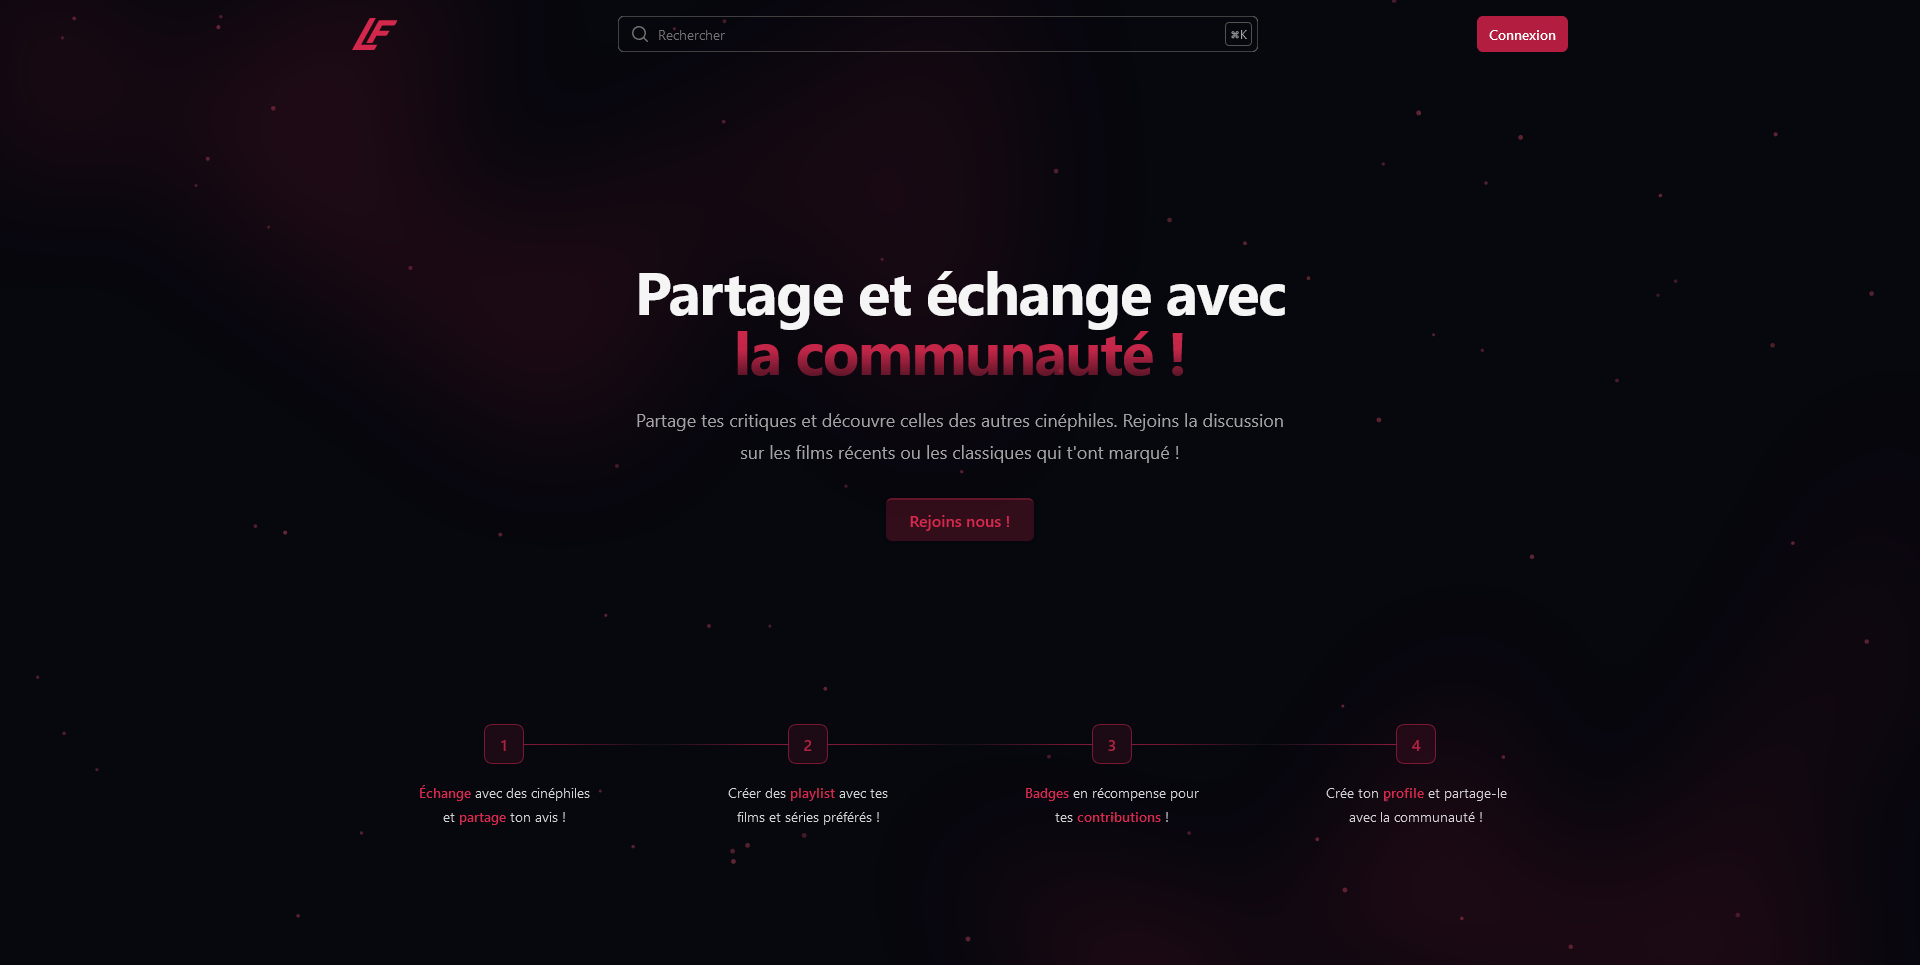 LF
Rechercher
⌘K
Connexion
Partage et échange avec
la communauté !
Partage tes critiques et découvre celles des autres cinéphiles. Rejoins la discussion
sur les films récents ou les classiques qui t'ont marqué !
Rejoins nous !
1
Échange avec des cinéphiles
et partage ton avis !
2
Créer des playlist avec tes
films et séries préférés !
3
Badges en récompense pour
tes contributions !
4
Crée ton profile et partage-le
avec la communauté !